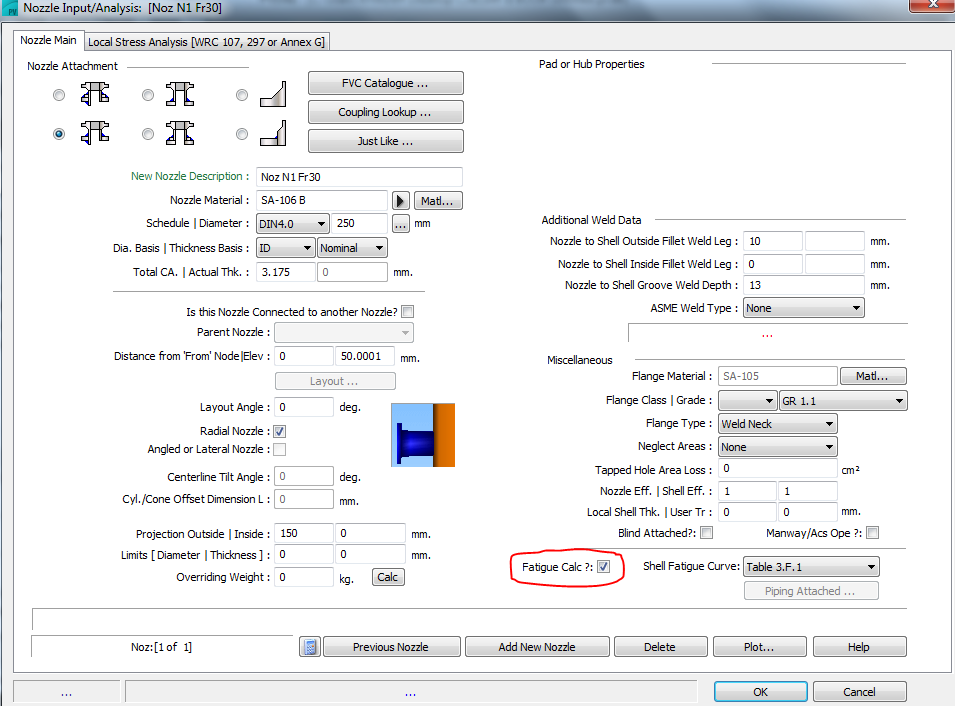 Nozzle Input/Analysis: [Noz N1 Fr30]
Nozzle Main
Local Stress Analysis [WRC 107, 297 or Annex G]
Nozzle Attachment
FVC Catalogue ...
Coupling Lookup ...
Just Like ...
New Nozzle Description : Noz N1 Fr30
Nozzle Material : SA-106 B Matl...
Schedule | Diameter : DIN4.0 250 ... mm
Dia. Basis | Thickness Basis : ID Nominal
Total CA. | Actual Thk. : 3.175 0 mm.
Is this Nozzle Connected to another Nozzle?
Parent Nozzle :
Distance from 'From' Node|Elev : 0 50.0001 mm.
Layout ...
Layout Angle : 0 deg.
Radial Nozzle :
Angled or Lateral Nozzle :
Centerline Tilt Angle : 0 deg.
Cyl./Cone Offset Dimension L : 0 mm.
Projection Outside | Inside : 150 0 mm.
Limits [ Diameter | Thickness ] : 0 0 mm.
Overriding Weight : 0 kg. Calc
Pad or Hub Properties
Additional Weld Data
Nozzle to Shell Outside Fillet Weld Leg : 10 mm.
Nozzle to Shell Inside Fillet Weld Leg : 0 mm.
Nozzle to Shell Groove Weld Depth : 13 mm.
ASME Weld Type : None
...
Miscellaneous
Flange Material : SA-105 Matl...
Flange Class | Grade : GR 1.1
Flange Type : Weld Neck
Neglect Areas : None
Tapped Hole Area Loss : 0 cm²
Nozzle Eff. | Shell Eff. : 1 1
Local Shell Thk. | User Tr : 0 0 mm.
Blind Attached?: Manway/Acs Ope ?:
Fatigue Calc ?: Shell Fatigue Curve: Table 3.F.1
Piping Attached ...
Noz:[1 of 1]
Previous Nozzle
Add New Nozzle
Delete
Plot...
Help
...
...
OK
Cancel